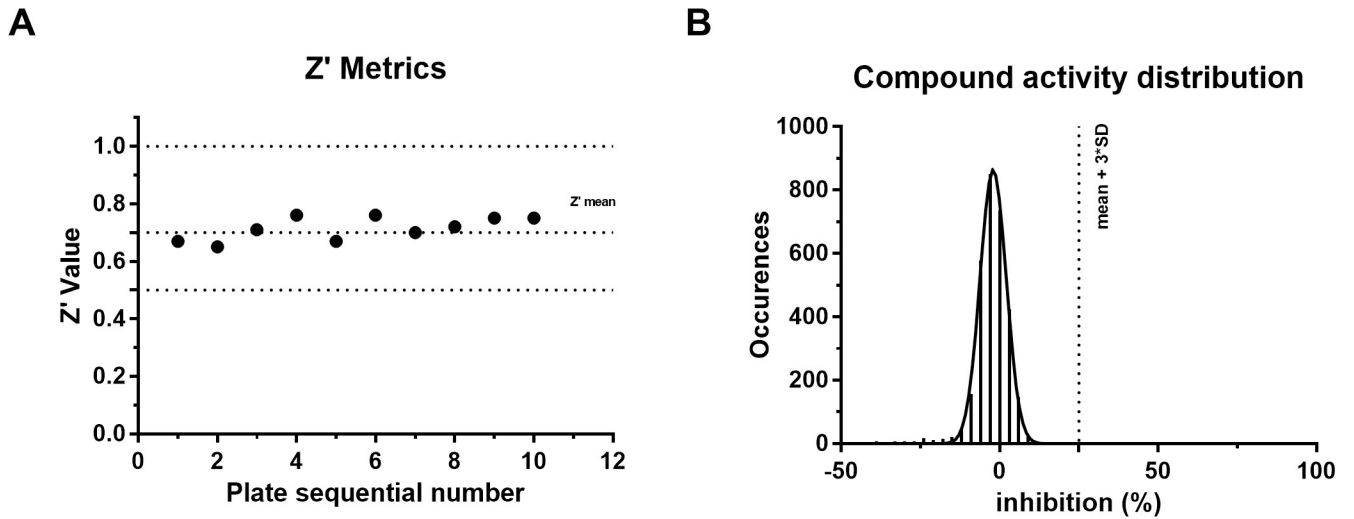 A
Z' Metrics
Z' Value
1.0
0.8
0.6
0.4
0.2
0.0
Z' mean
0 2 4 6 8 10 12
Plate sequential number
B
Compound activity distribution
Occurences
1000
800
600
400
200
0
mean + 3*SD
-50 0 50 100
inhibition (%)